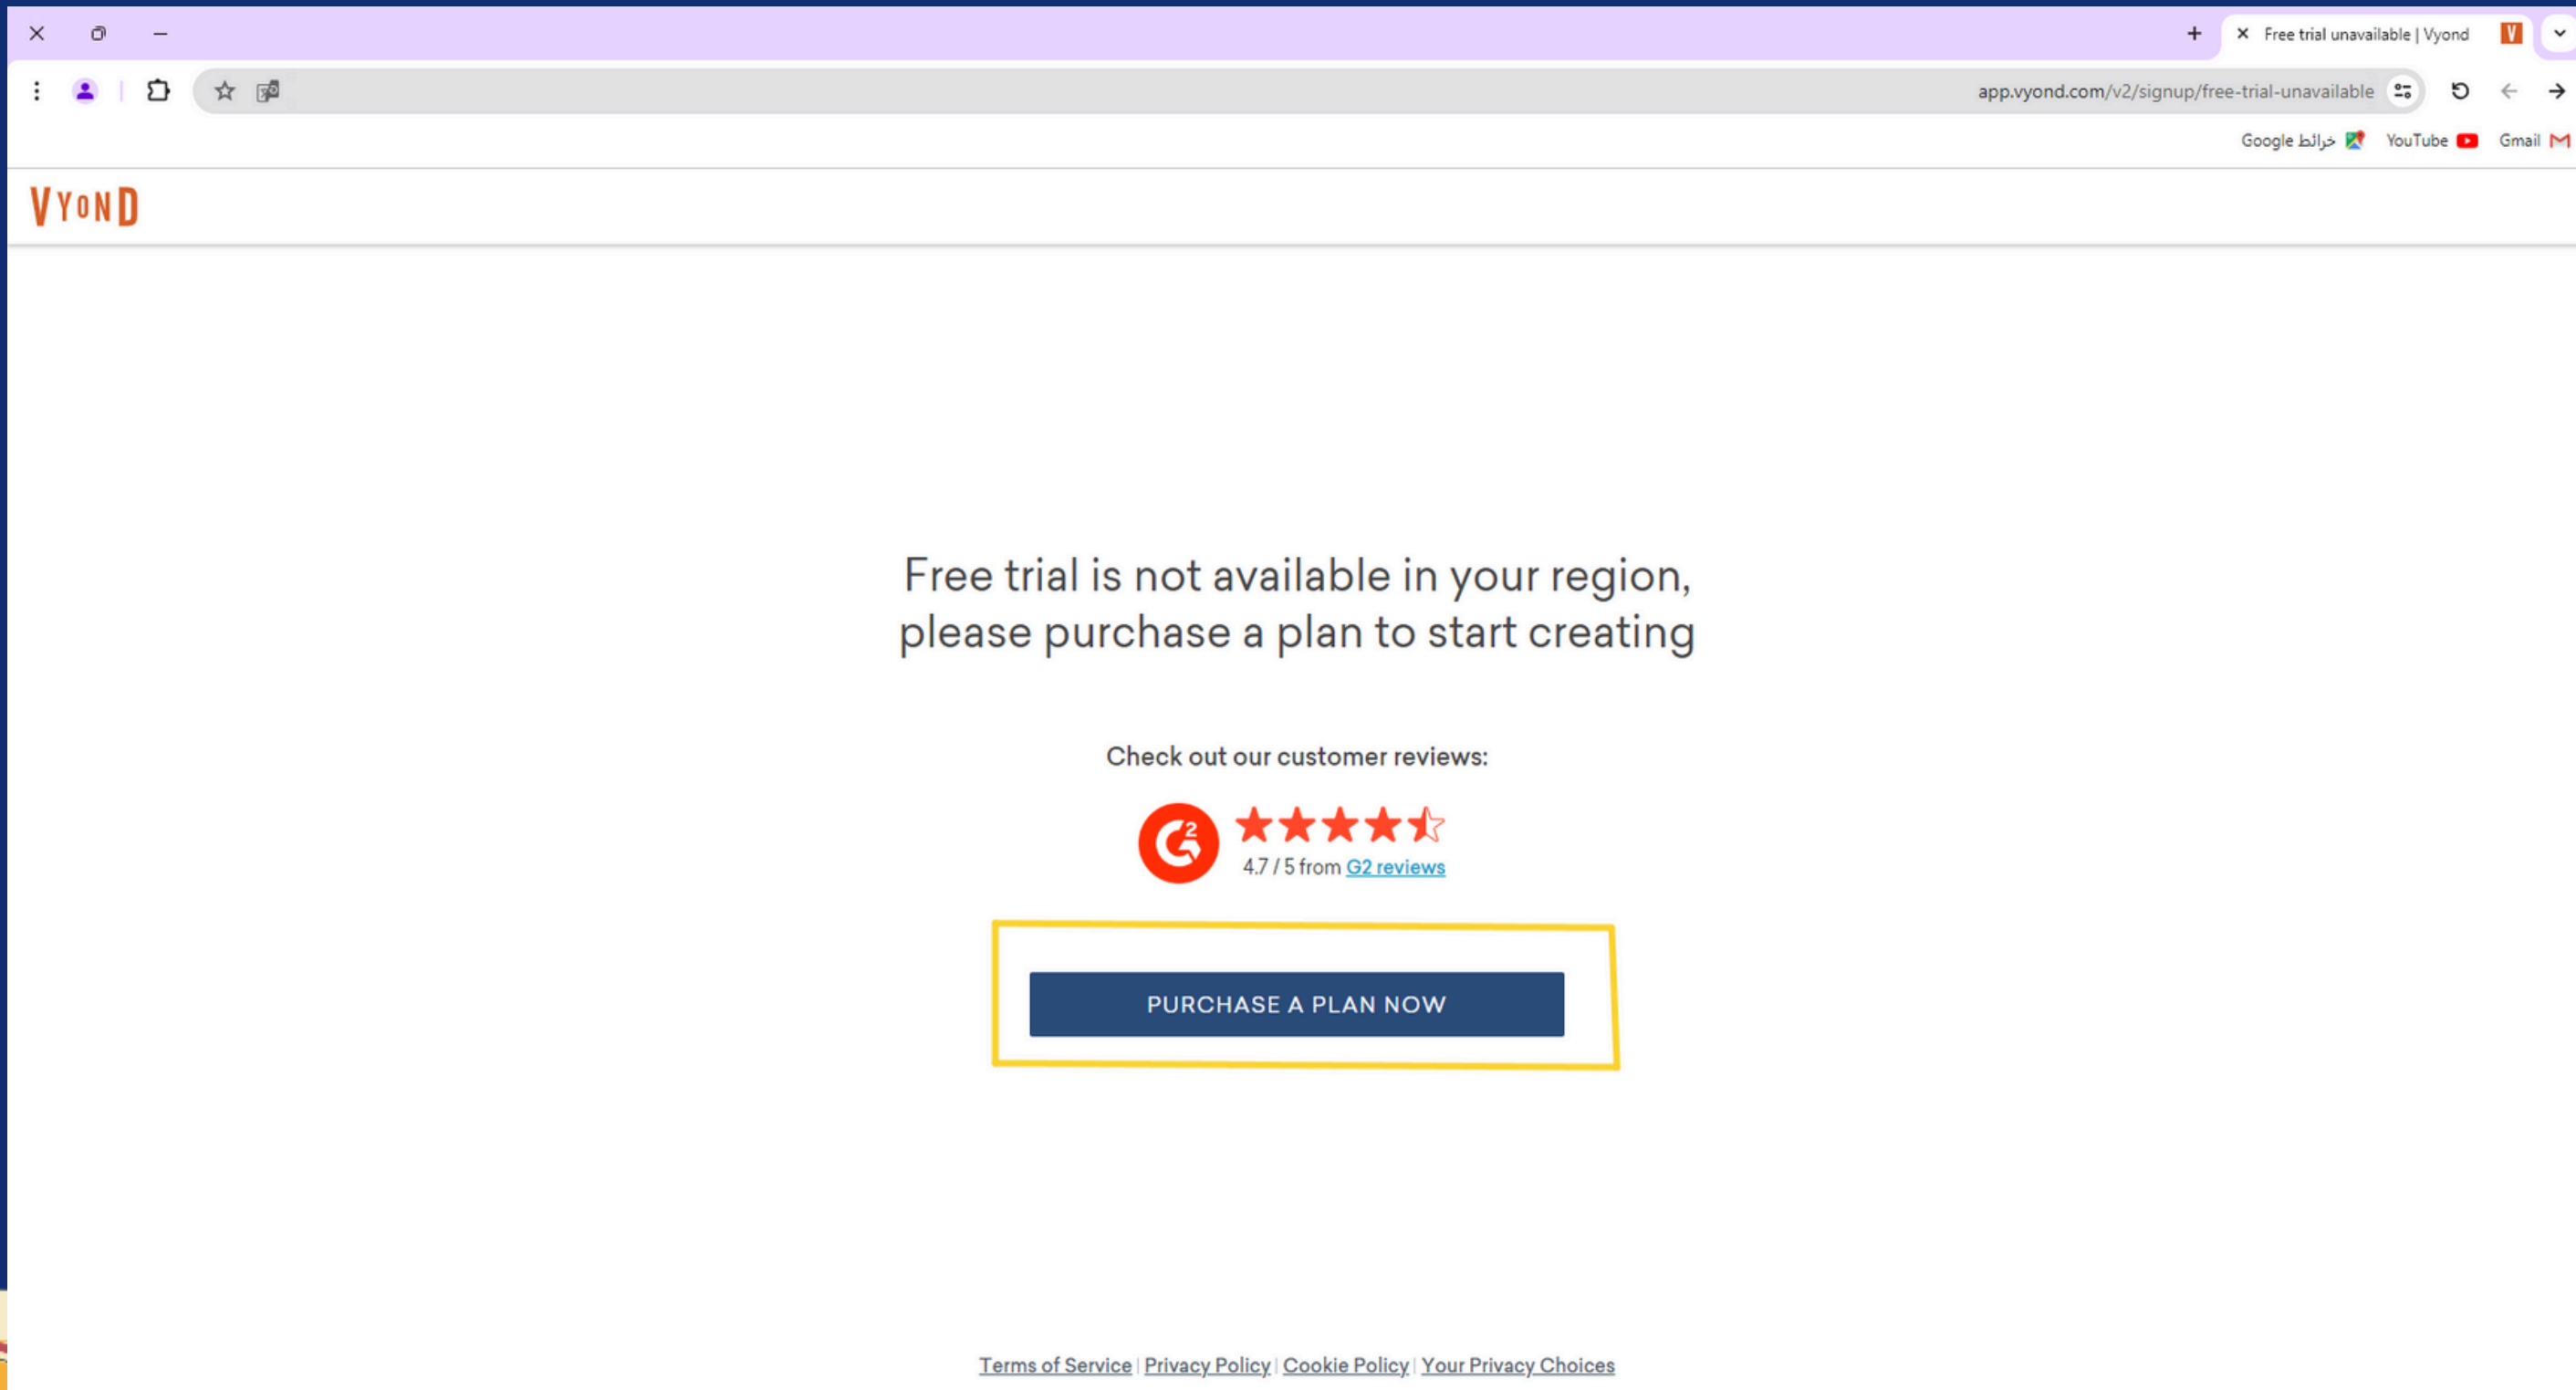 Free trial unavailable | Vyond
app.vyond.com/v2/signup/free-trial-unavailable
Gmail
YouTube
خرائط Google
VYOND
Free trial is not available in your region,
please purchase a plan to start creating
Check out our customer reviews:
4.7 / 5 from G2 reviews
PURCHASE A PLAN NOW
Terms of Service | Privacy Policy | Cookie Policy | Your Privacy Choices